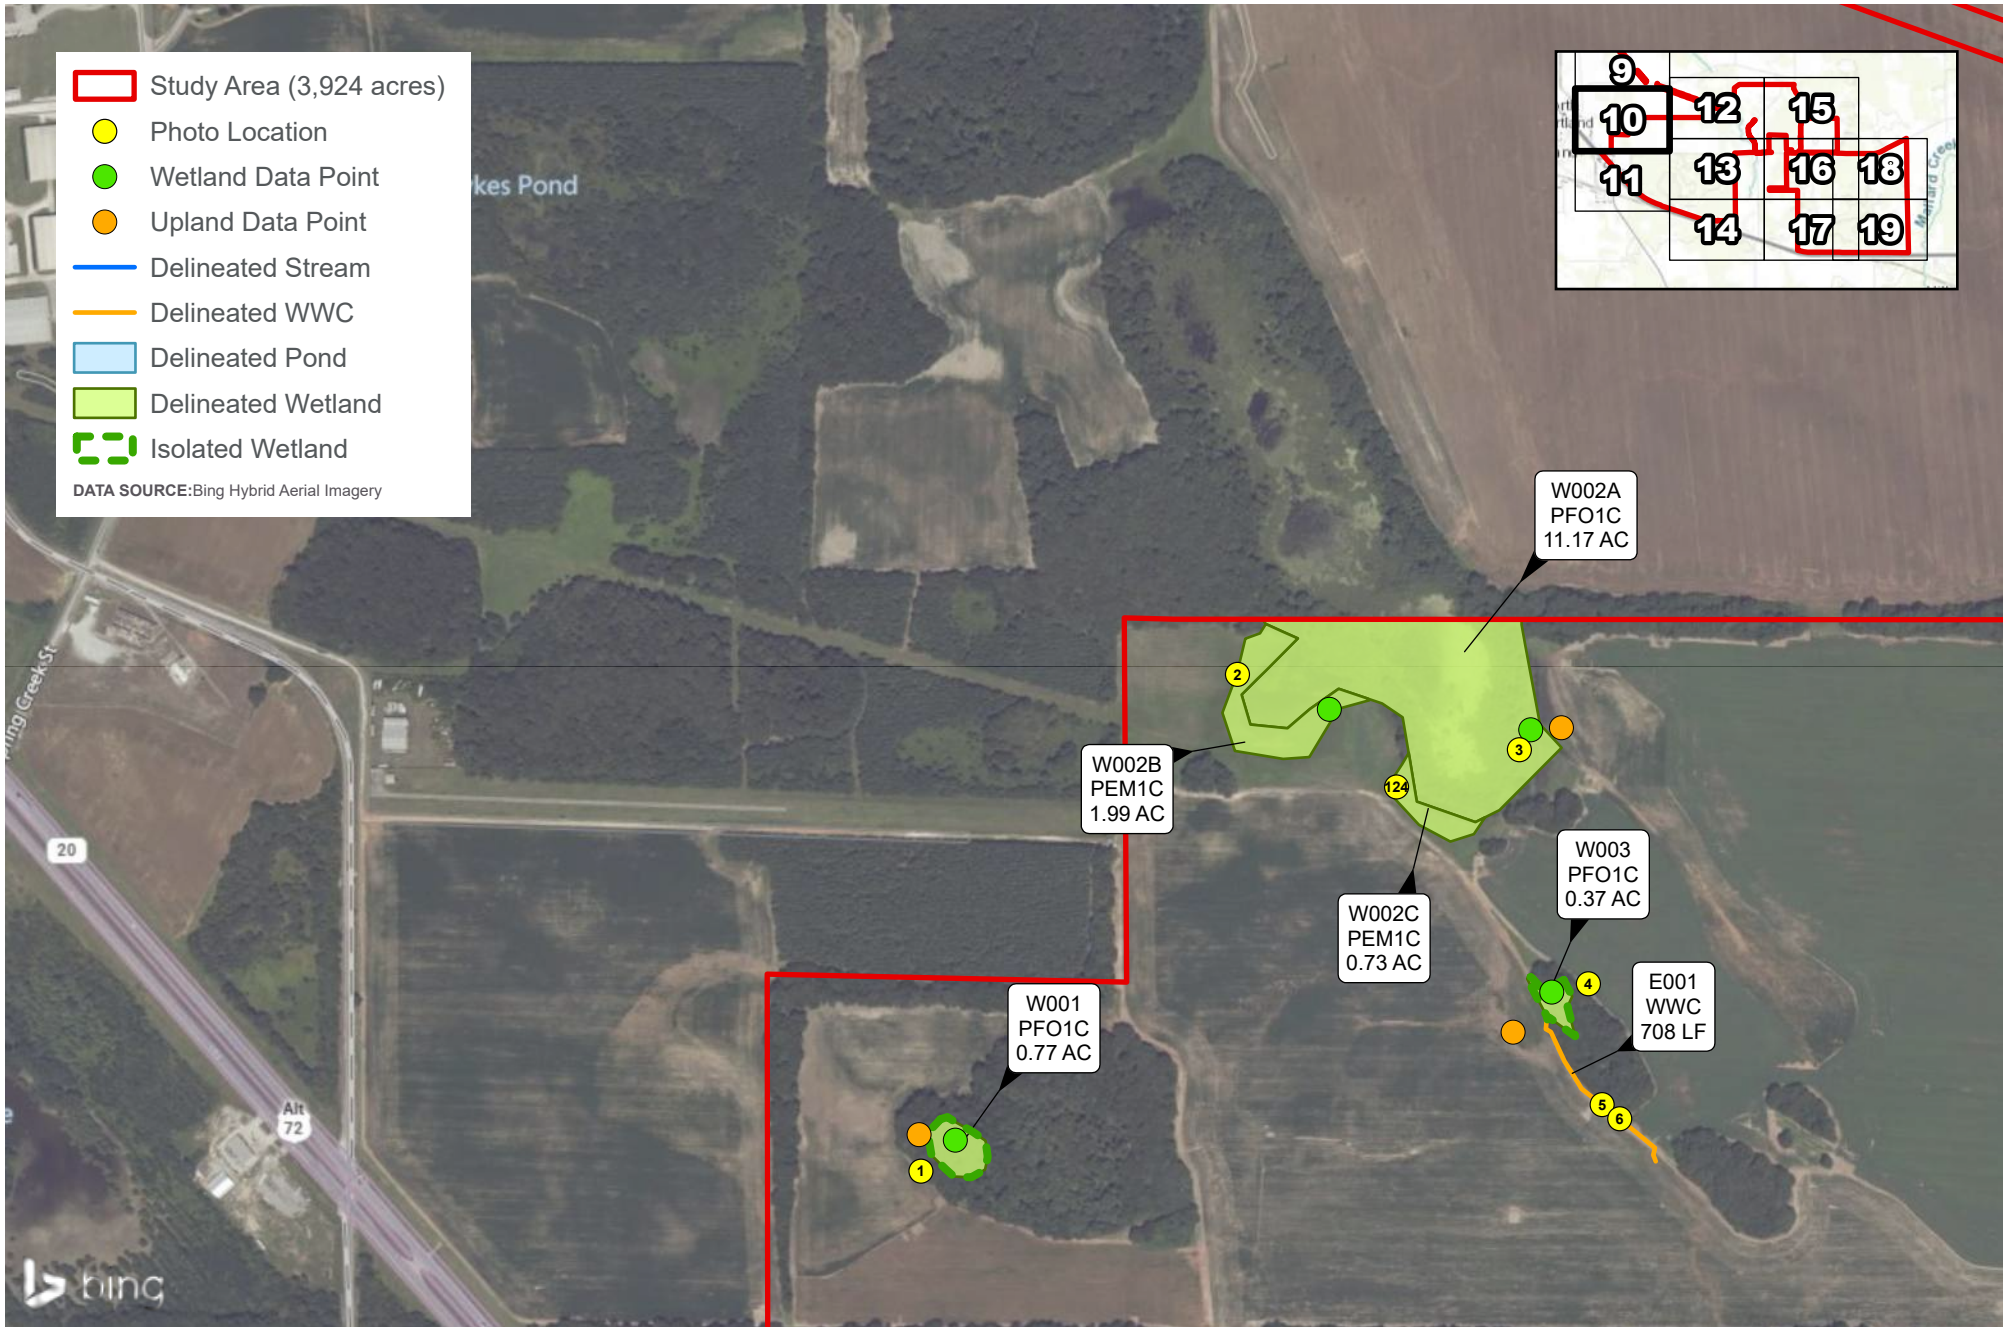 Study Area (3,924 acres)
Photo Location
Wetland Data Point
Upland Data Point
Delineated Stream
Delineated WWC
Delineated Pond
Delineated Wetland
Isolated Wetland
DATA SOURCE:Bing Hybrid Aerial Imagery
kes Pond
9
10
12
15
11
13
16
18
14
17
19
W002A
PFO1C
11.17 AC
2
3
124
W002B
PEM1C
1.99 AC
W002C
PEM1C
0.73 AC
W003
PFO1C
0.37 AC
4
E001
WWC
708 LF
5
6
W001
PFO1C
0.77 AC
1
ring Creek St
20
Alt
72
bing